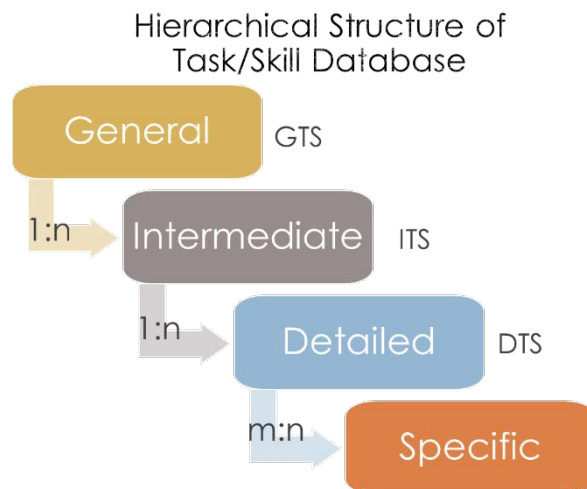 Hierarchical Structure of
Task/Skill Database
General
GTS
1:n
Intermediate
ITS
1:n
Detailed
DTS
m:n
Specific